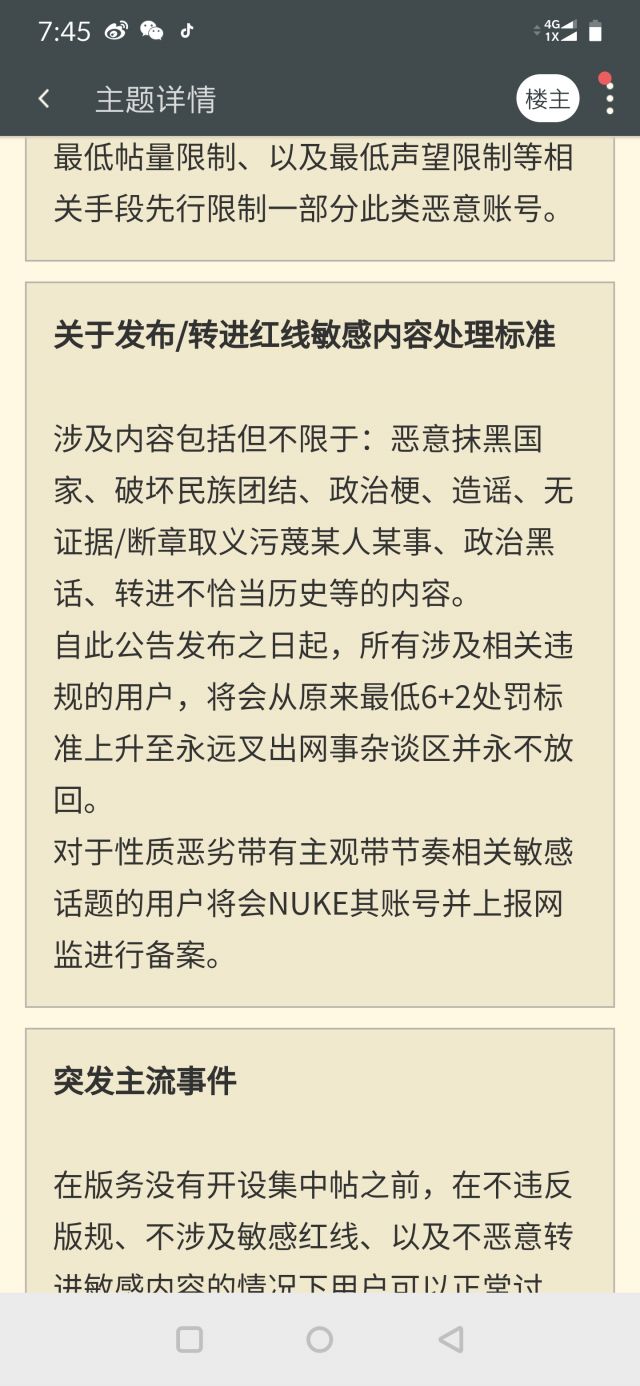 7:45
4G
1X
主题详情
楼主
最低帖量限制、以及最低声望限制等相
关手段先行限制一部分此类恶意账号。
关于发布/转进红线敏感内容处理标准
涉及内容包括但不限于：恶意抹黑国
家、破坏民族团结、政治梗、造谣、无
证据/断章取义污蔑某人某事、政治黑
话、转进不恰当历史等的内容。
自此公告发布之日起，所有涉及相关违
规的用户，将会从原来最低6+2处罚标
准上升至永远叉出网事杂谈区并永不放
回。
对于性质恶劣带有主观带节奏相关敏感
话题的用户将会NUKE其账号并上报网
监进行备案。
突发主流事件
在版务没有开设集中帖之前，在不违反
版规、不涉及敏感红线、以及不恶意转
进敏感内容的情况下用户可以正常讨